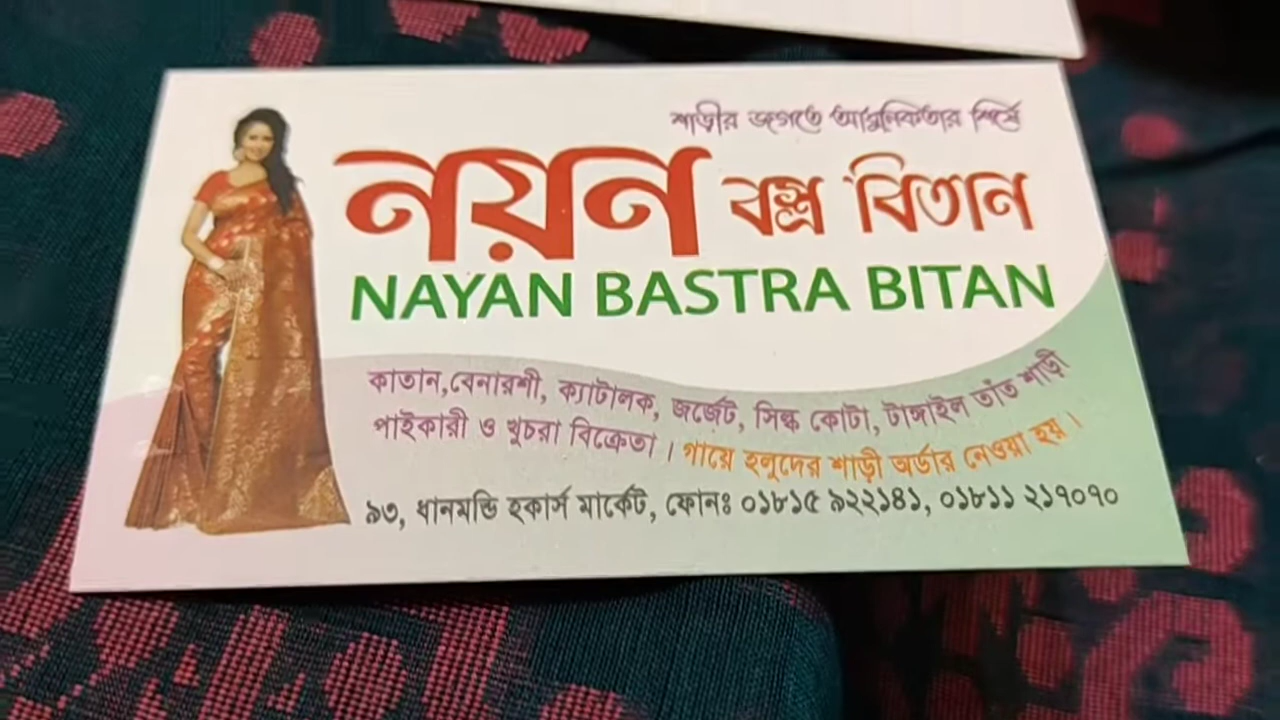 শাড়ীর জগতে আধুনিকতার শির্ষে
নয়ন বস্ত্র বিতান
NAYAN BASTRA BITAN
কাতান,বেনারশী, ক্যাটালক, জর্জেট, সিল্ক কোটা, টাঙ্গাইল তাঁত শাড়ী
পাইকারী ও খুচরা বিক্রেতা । গায়ে হলুদের শাড়ী অর্ডার নেওয়া হয় ।
৯৩, ধানমন্ডি হকার্স মার্কেট, ফোনঃ ০১৮১৫ ৯২২১৪১, ০১৮১১ ২১৭০৭০